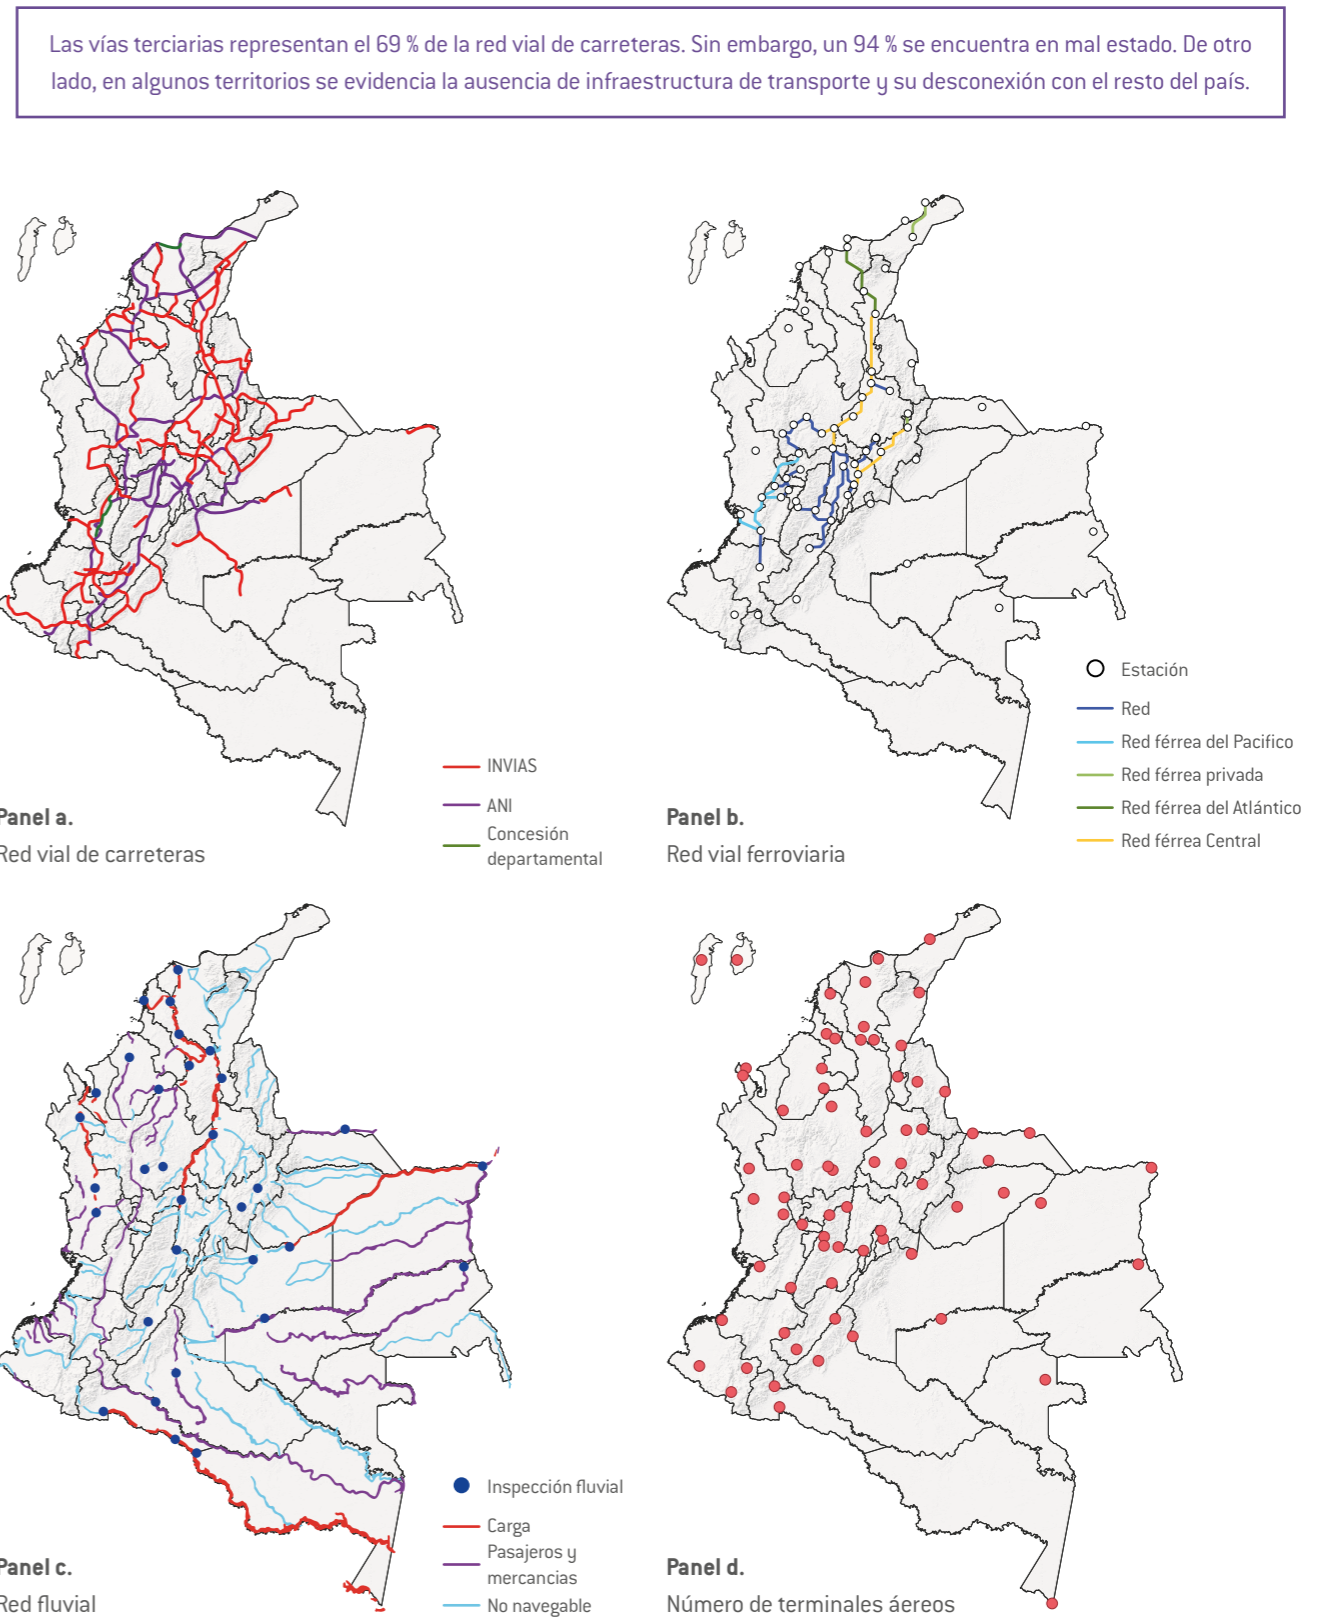 Las vías terciarias representan el 69 % de la red vial de carreteras. Sin embargo, un 94 % se encuentra en mal estado. De otro
lado, en algunos territorios se evidencia la ausencia de infraestructura de transporte y su desconexión con el resto del país.
INVIAS
ANI
Concesión
departamental
Panel a.
Red vial de carreteras
Estación
Red
Red férrea del Pacifico
Red férrea privada
Red férrea del Atlántico
Red férrea Central
Panel b.
Red vial ferroviaria
Inspección fluvial
Carga
Pasajeros y
mercancias
No navegable
Panel c.
Red fluvial
Panel d.
Número de terminales áereos